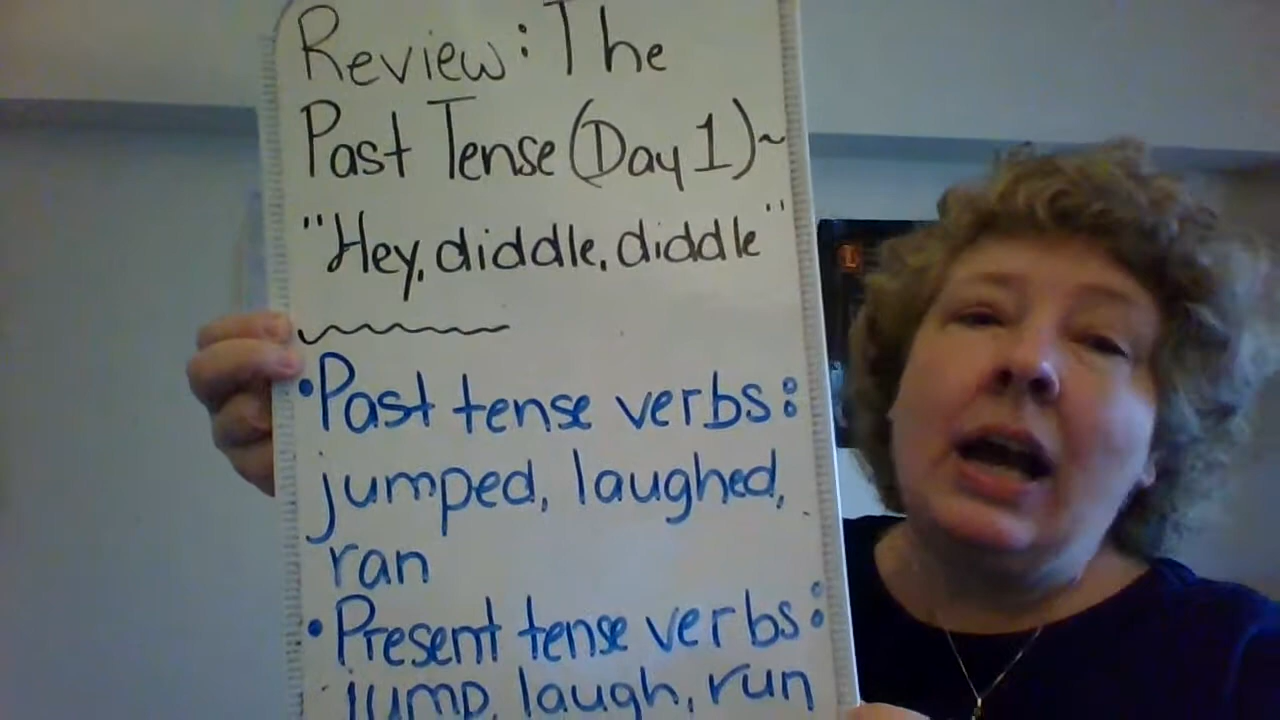 Review: The
Past Tense (Day 1)~
"Hey, diddle, diddle"
• Past tense verbs:
jumped, laughed,
ran
• Present tense verbs:
jump, laugh, run